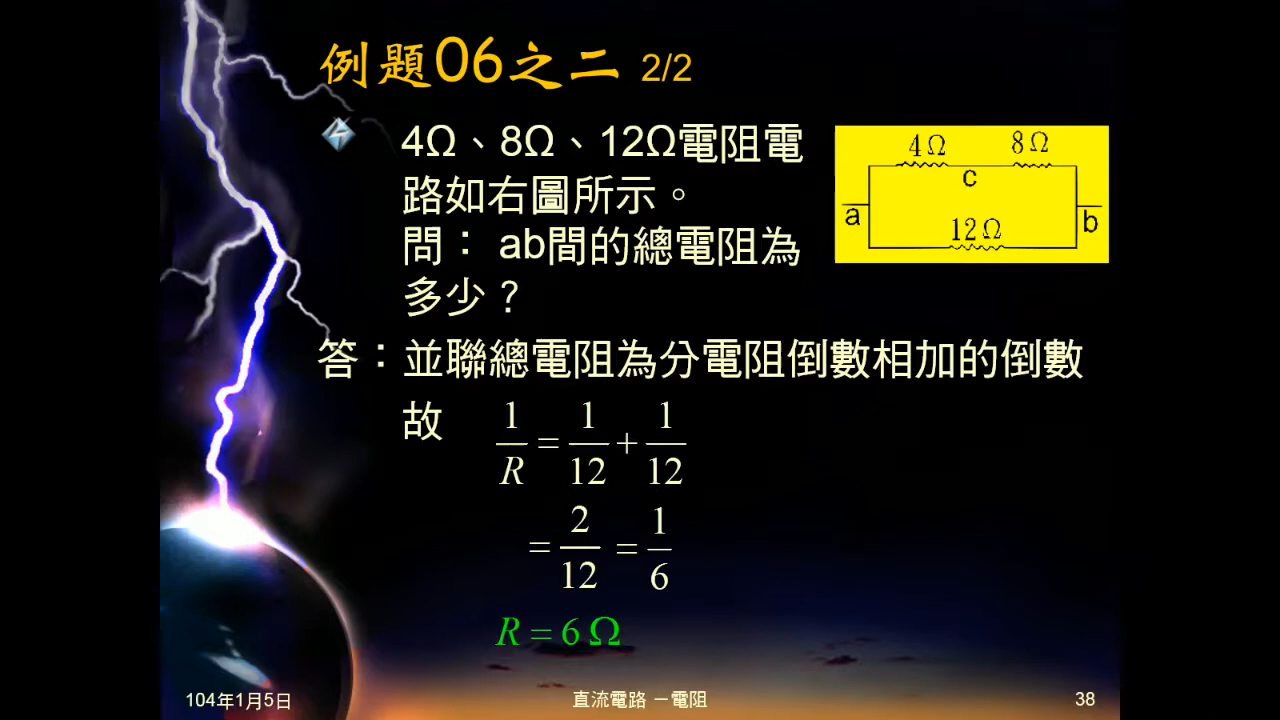 例題06之二 2/2
4Ω、8Ω、12Ω電阻電
路如右圖所示。
問： ab間的總電阻為
多少？
4Ω 8Ω
c
a b
12Ω
答：並聯總電阻為分電阻倒數相加的倒數
故 1/R = 1/12 + 1/12
= 2/12 = 1/6
R = 6 Ω
104年1月5日 直流電路 －電阻 38